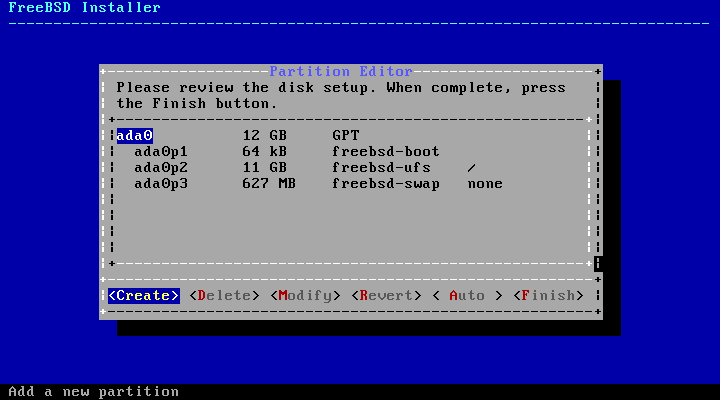 FreeBSD Installer
Partition Editor
Please review the disk setup. When complete, press
the Finish button.
ada0 12 GB GPT
ada0p1 64 kB freebsd-boot
ada0p2 11 GB freebsd-ufs /
ada0p3 627 MB freebsd-swap none
<Create> <Delete> <Modify> <Revert> < Auto > <Finish>
Add a new partition